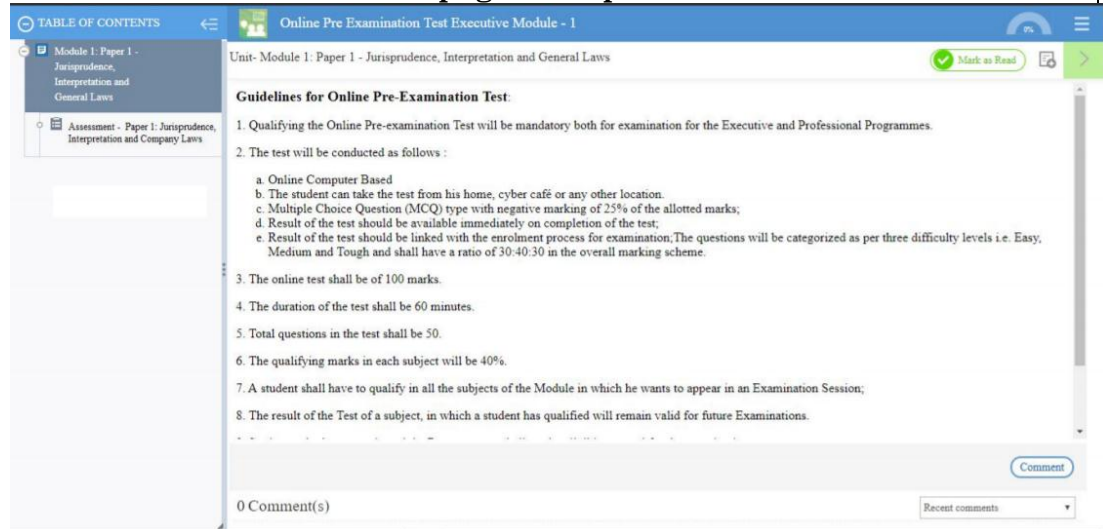 TABLE OF CONTENTS
Online Pre Examination Test Executive Module - 1
0%
Module 1: Paper 1 -
Jurisprudence,
Interpretation and
General Laws
Assessment - Paper 1: Jurisprudence,
Interpretation and Company Laws
Unit- Module 1: Paper 1 - Jurisprudence, Interpretation and General Laws
Mark as Read
Guidelines for Online Pre-Examination Test:
1. Qualifying the Online Pre-examination Test will be mandatory both for examination for the Executive and Professional Programmes.
2. The test will be conducted as follows :
a. Online Computer Based
b. The student can take the test from his home, cyber café or any other location.
c. Multiple Choice Question (MCQ) type with negative marking of 25% of the allotted marks;
d. Result of the test should be available immediately on completion of the test;
e. Result of the test should be linked with the enrolment process for examination;The questions will be categorized as per three difficulty levels i.e. Easy,
Medium and Tough and shall have a ratio of 30:40:30 in the overall marking scheme.
3. The online test shall be of 100 marks.
4. The duration of the test shall be 60 minutes.
5. Total questions in the test shall be 50.
6. The qualifying marks in each subject will be 40%.
7. A student shall have to qualify in all the subjects of the Module in which he wants to appear in an Examination Session;
8. The result of the Test of a subject, in which a student has qualified will remain valid for future Examinations.
Comment
0 Comment(s)
Recent comments